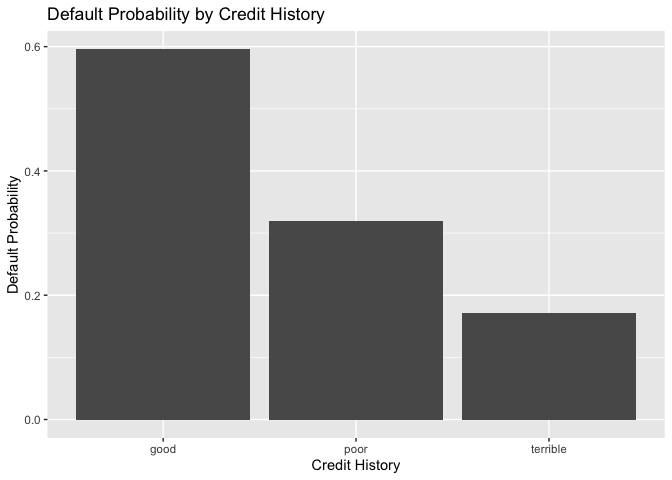 Default Probability by Credit History
0.6
0.4
0.2
0.0
Default Probability
good poor terrible
Credit History